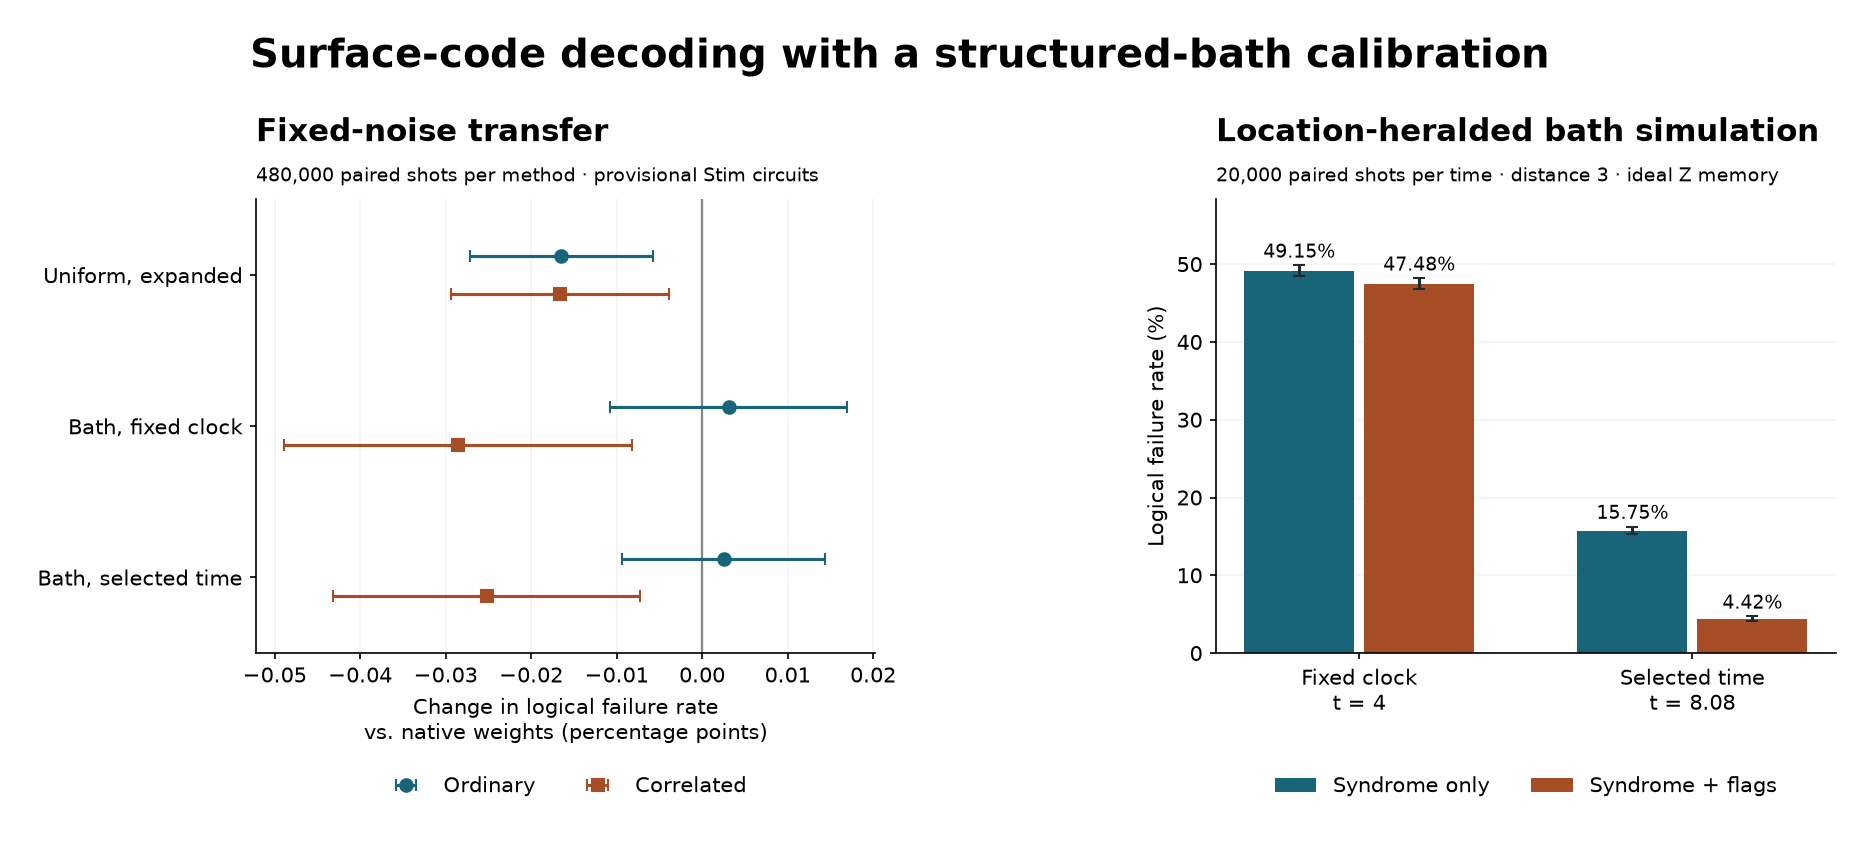 Surface-code decoding with a structured-bath calibration
Fixed-noise transfer
480,000 paired shots per method · provisional Stim circuits
Uniform, expanded
Bath, fixed clock
Bath, selected time
−0.05 −0.04 −0.03 −0.02 −0.01 0.00 0.01 0.02
Change in logical failure rate
vs. native weights (percentage points)
Ordinary Correlated
Location-heralded bath simulation
20,000 paired shots per time · distance 3 · ideal Z memory
Logical failure rate (%)
50
40
30
20
10
0
49.15%
47.48%
15.75%
4.42%
Fixed clock
t = 4
Selected time
t = 8.08
Syndrome only Syndrome + flags